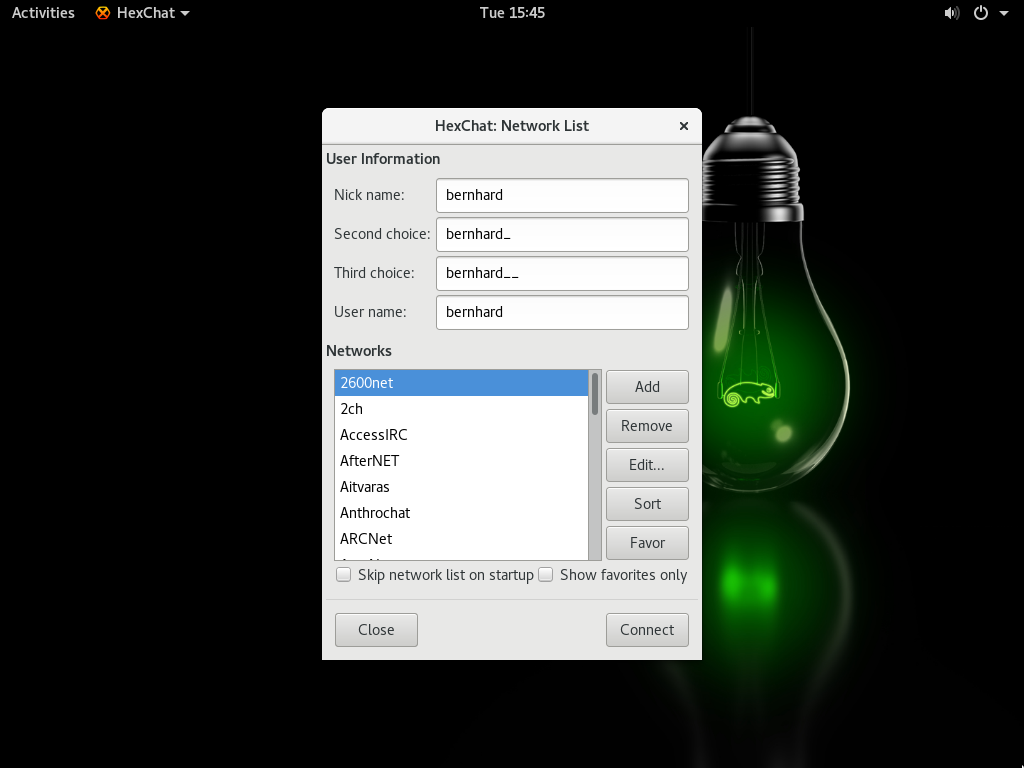 Activities HexChat Tue 15:45
HexChat: Network List
User Information
Nick name: bernhard
Second choice: bernhard_
Third choice: bernhard__
User name: bernhard
Networks
2600net
Add
2ch
AccessIRC
Remove
AfterNET
Edit...
Aitvaras
Sort
Anthrochat
ARCNet
Favor
Skip network list on startup Show favorites only
Close Connect